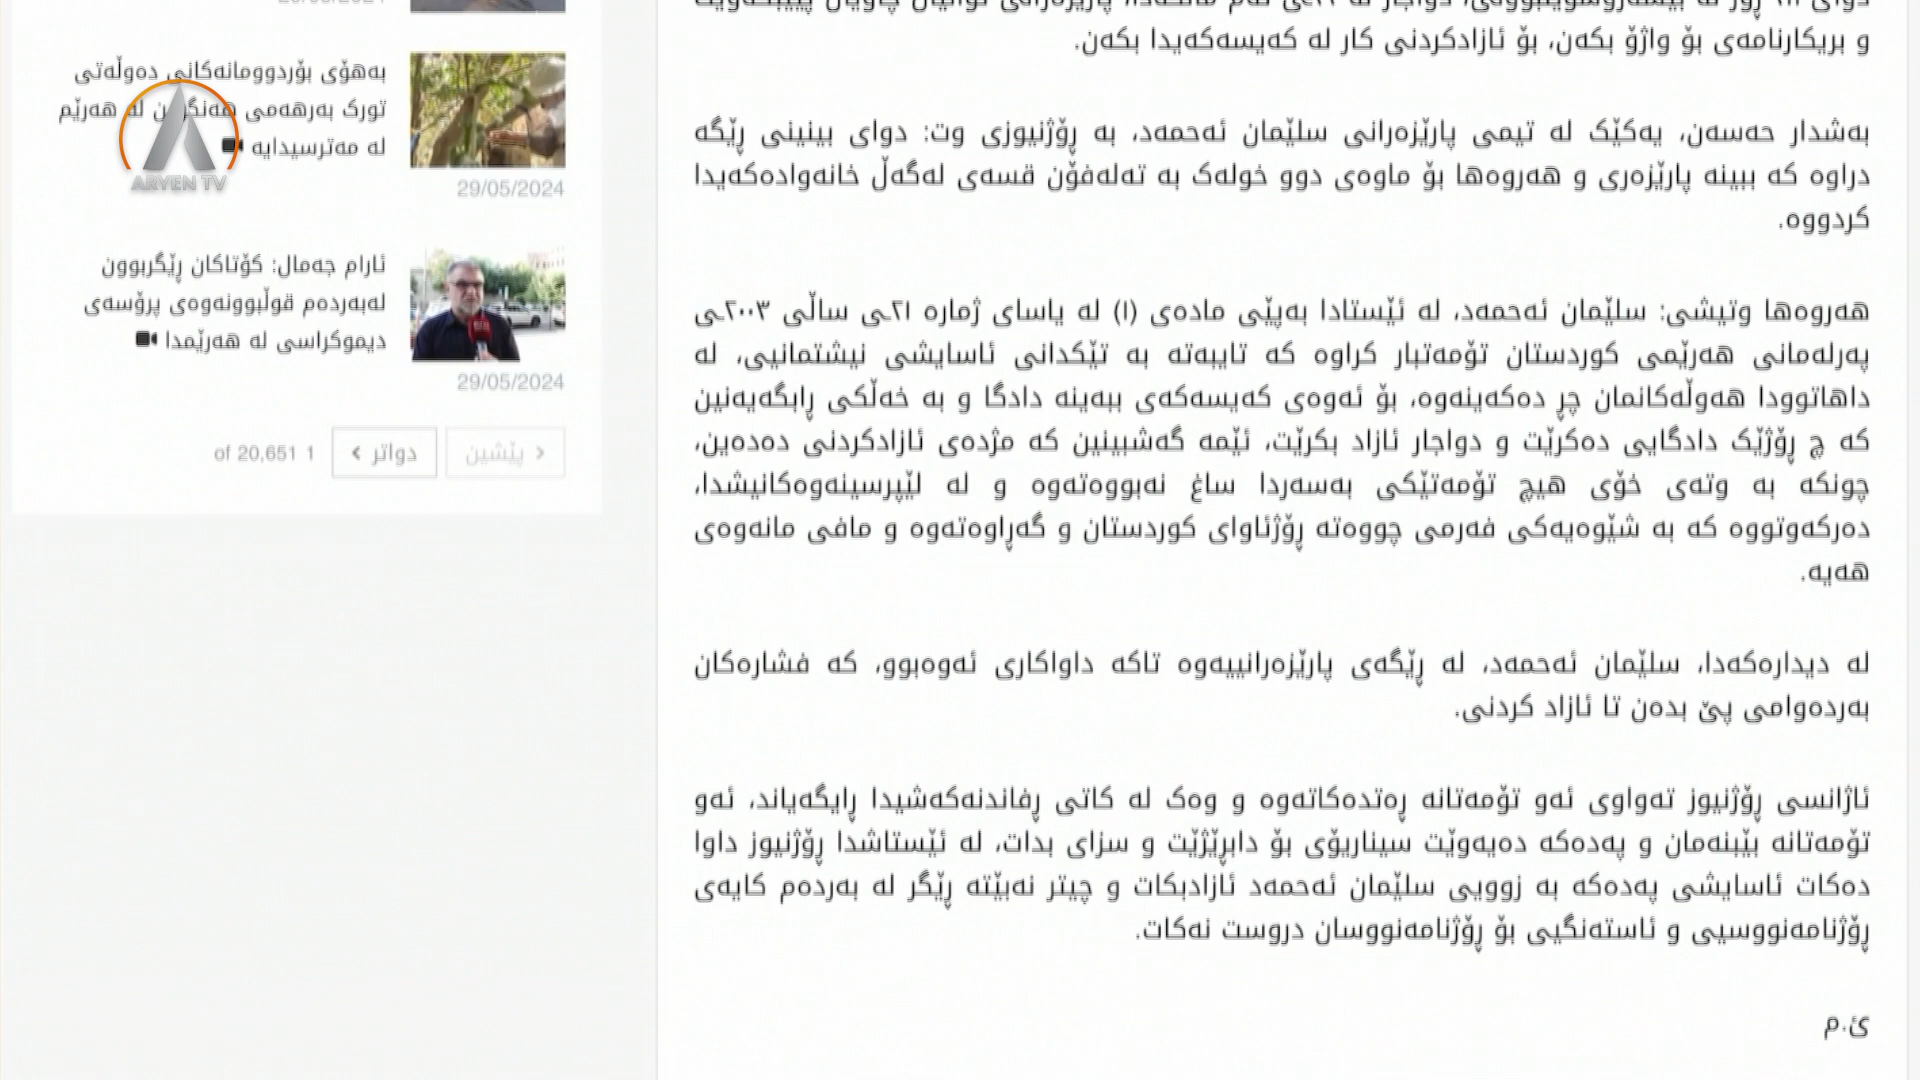 و بریکارنامەی بۆ واژۆ بکەن، بۆ ئازادکردنی کار لە کەیسەکەیدا بکەن.
بەشدار حەسەن، یەکێک لە تیمی پارێزەرانی سلێمان ئەحمەد، بە ڕۆژنیوزی وت: دوای بینینی ڕێگە
دراوە کە ببینە پارێزەری و هەروەها بۆ ماوەی دوو خولەک بە تەلەفۆن قسەی لەگەڵ خانەوادەکەیدا
کردووە.
هەروەها وتیشی: سلێمان ئەحمەد، لە ئێستادا بەپێی مادەی (١) لە یاسای ژمارە ٢١ـی ساڵی ٢٠٠٣ـی
پەرلەمانی هەرێمی کوردستان تۆمەتبار کراوە کە تایبەتە بە تێکدانی ئاسایشی نیشتمانیی، لە
داهاتوودا هەوڵەکانمان چڕ دەکەینەوە، بۆ ئەوەی کەیسەکەی ببەینە دادگا و بە خەڵکی ڕابگەیەنین
کە چ ڕۆژێک دادگایی دەکرێت و دواجار ئازاد بکرێت، ئێمە گەشبینین کە مژدەی ئازادکردنی دەدەین،
چونکە بە وتەی خۆی هیچ تۆمەتێکی بەسەردا ساغ نەبووەتەوە و لە لێپرسینەوەکانیشدا،
دەرکەوتووە کە بە شێوەیەکی فەرمی چووەتە ڕۆژئاوای کوردستان و گەڕاوەتەوە و مافی مانەوەی
هەیە.
لە دیدارەکەدا، سلێمان ئەحمەد، لە ڕێگەی پارێزەرانییەوە تاکە داواکاری ئەوەبوو، کە فشارەکان
بەردەوامی پێ بدەن تا ئازاد کردنی.
ئاژانسی ڕۆژنیوز تەواوی ئەو تۆمەتانە ڕەتدەکاتەوە و وەک لە کاتی ڕفاندنەکەشیدا ڕایگەیاند، ئەو
تۆمەتانە بێبنەمان و پەدەکە دەیەوێت سیناریۆی بۆ دابڕێژێت و سزای بدات، لە ئێستاشدا ڕۆژنیوز داوا
دەکات ئاسایشی پەدەکە بە زوویی سلێمان ئەحمەد ئازادبکات و چیتر نەبێتە ڕێگر لە بەردەم کایەی
ڕۆژنامەنووسیی و ئاستەنگیی بۆ ڕۆژنامەنووسان دروست نەکات.
ئ.م
بەهۆی بۆردوومانەکانی دەوڵەتی
تورک بەرهەمی هەنگوین لە هەرێم
لە مەترسیدایە
29/05/2024
ئارام جەمال: کۆتاکان ڕێگربوون
لەبەردەم قوڵبوونەوەی پرۆسەی
دیموکراسی لە هەرێمدا
29/05/2024
پێشین
دواتر
1 of 20,651
ARYEN TV